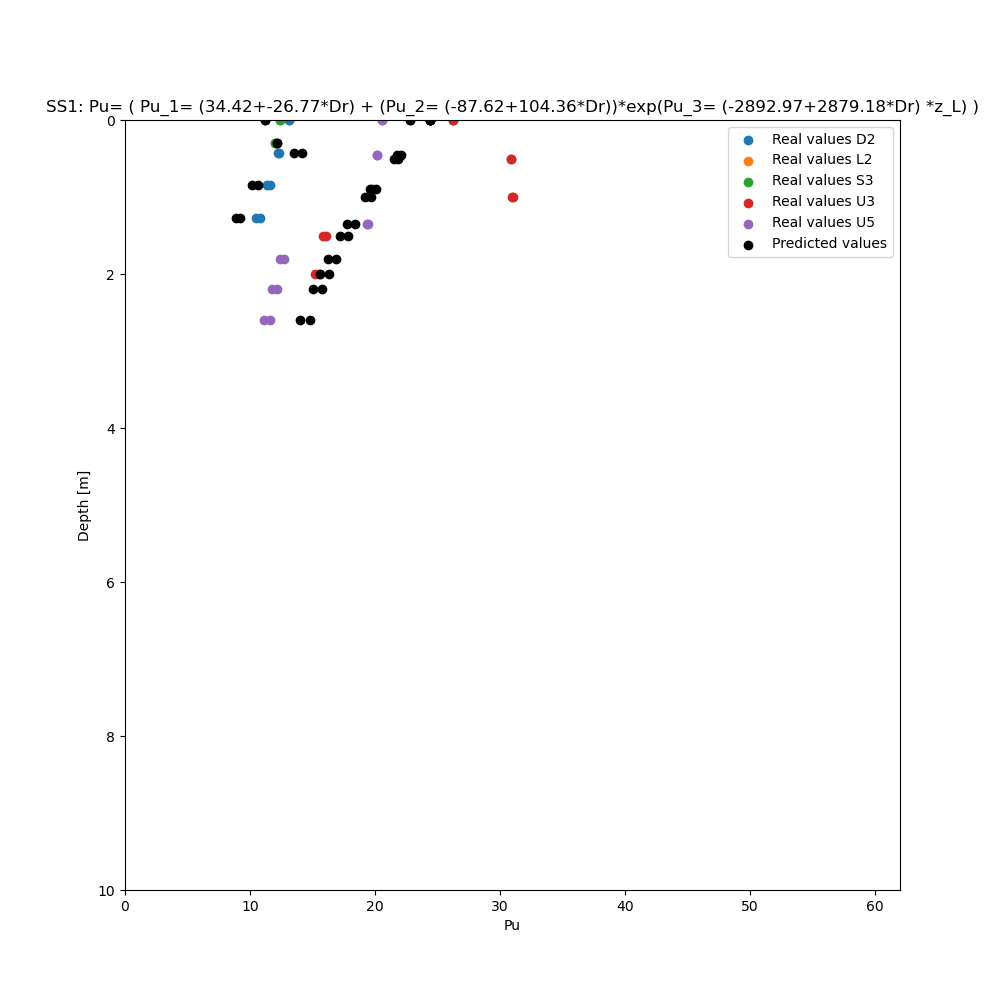 SS1: Pu= ( Pu_1= (34.42+-26.77*Dr) + (Pu_2= (-87.62+104.36*Dr))*exp(Pu_3= (-2892.97+2879.18*Dr) *z_L) )
Real values D2
Real values L2
Real values S3
Real values U3
Real values U5
Predicted values
0
2
4
6
8
10
Depth [m]
0 10 20 30 40 50 60
Pu